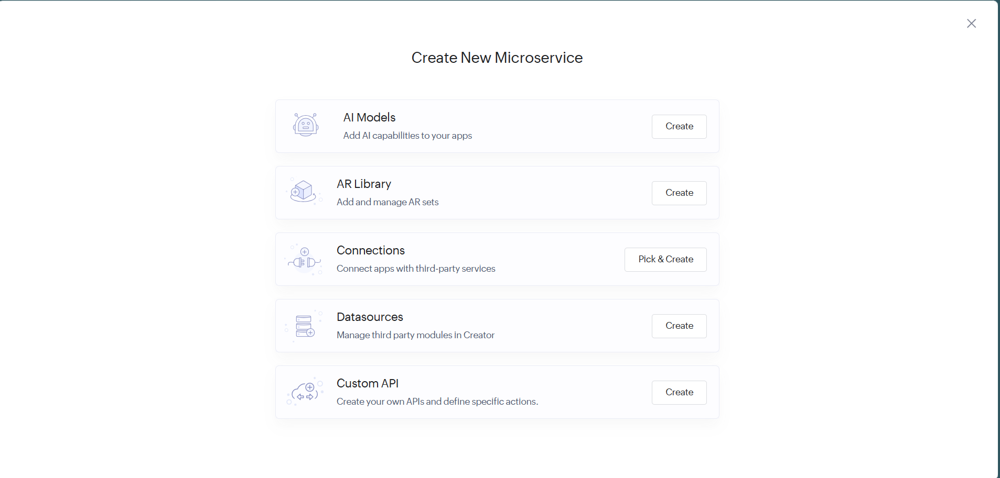 Create New Microservice
AI Models
Add AI capabilities to your apps
Create
AR Library
Add and manage AR sets
Create
Connections
Connect apps with third-party services
Pick & Create
Datasources
Manage third party modules in Creator
Create
Custom API
Create your own APIs and define specific actions.
Create